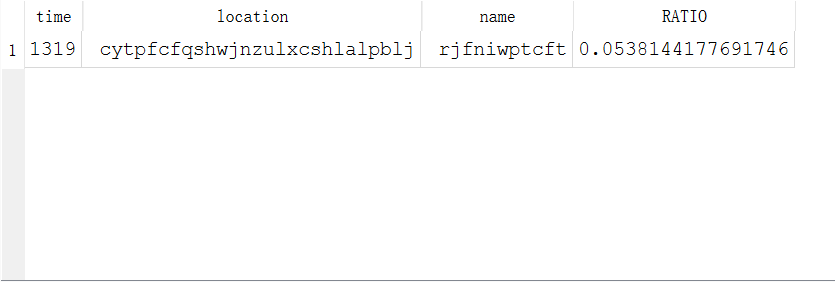 time location name RATIO
1 1319 cytpfcfqshwjnzulxcshlalpblj rjfniwptcft 0.0538144177691746